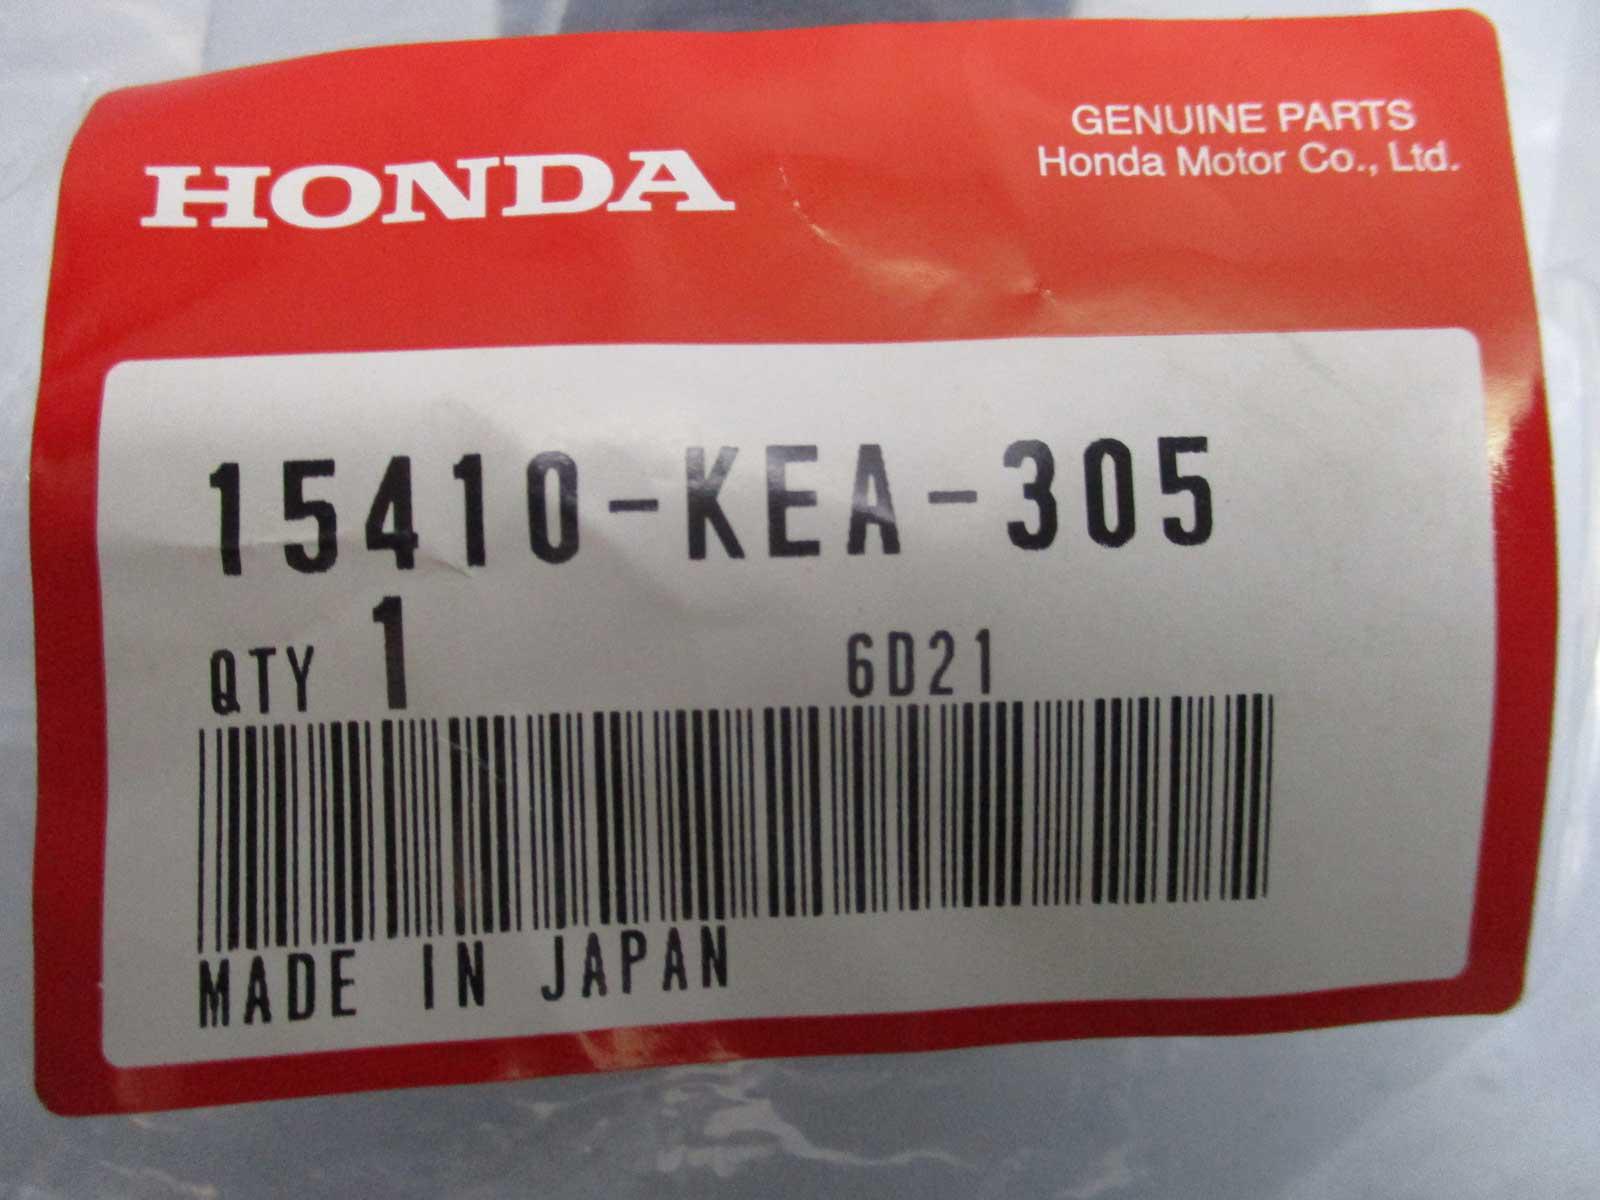 HONDA
GENUINE PARTS
Honda Motor Co., Ltd.
15410-KEA-305
QTY 1 6D21
MADE IN JAPAN